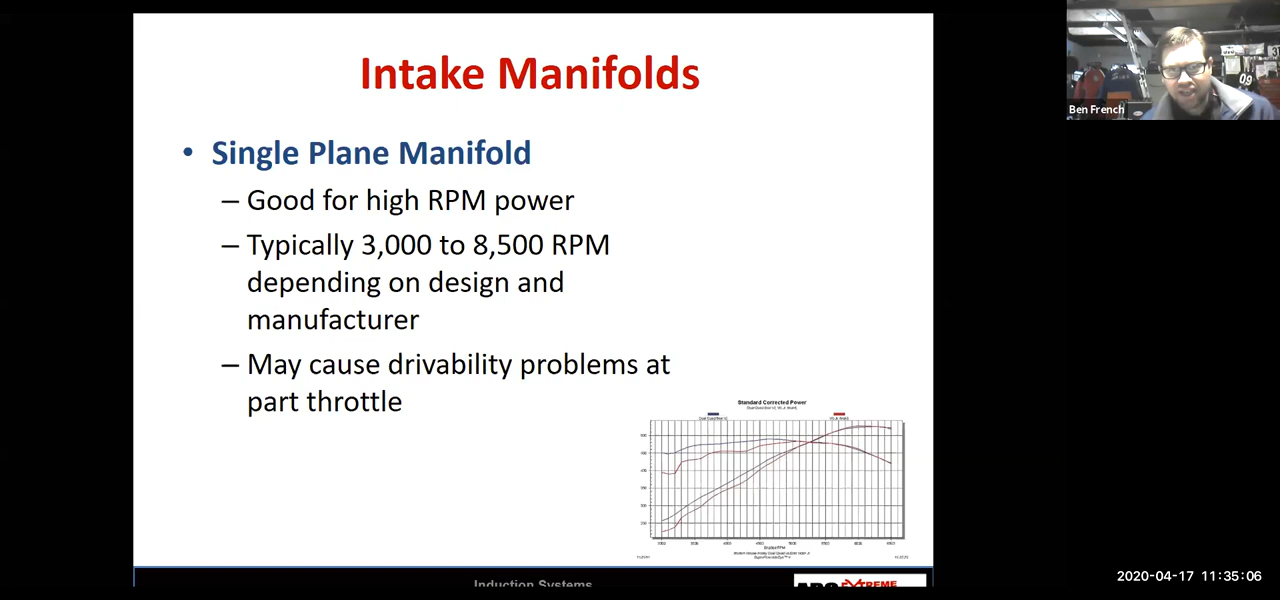 Intake Manifolds
• Single Plane Manifold
– Good for high RPM power
– Typically 3,000 to 8,500 RPM
depending on design and
manufacturer
– May cause drivability problems at
part throttle
Standard Corrected Power
Induction Systems
EXTREME
Ben French
09
2020-04-17 11:35:06